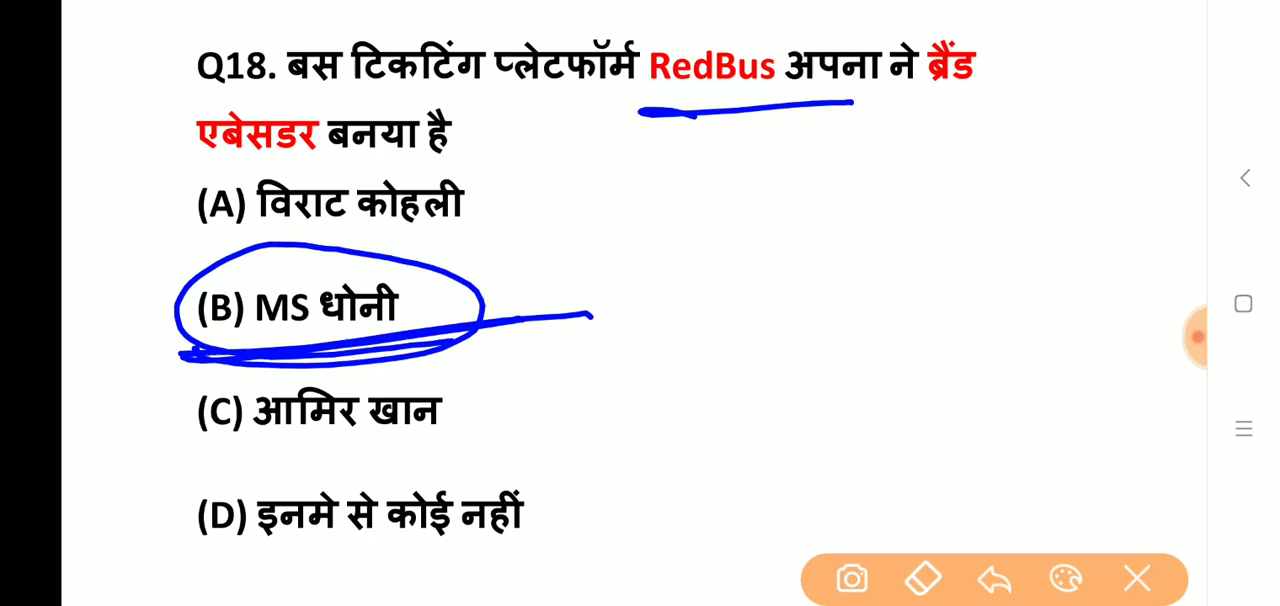 Q18. बस टिकटिंग प्लेटफॉर्म RedBus अपना ने ब्रैंड
एबेसडर बनया है
(A) विराट कोहली
(B) MS धोनी
(C) आमिर खान
(D) इनमे से कोई नहीं